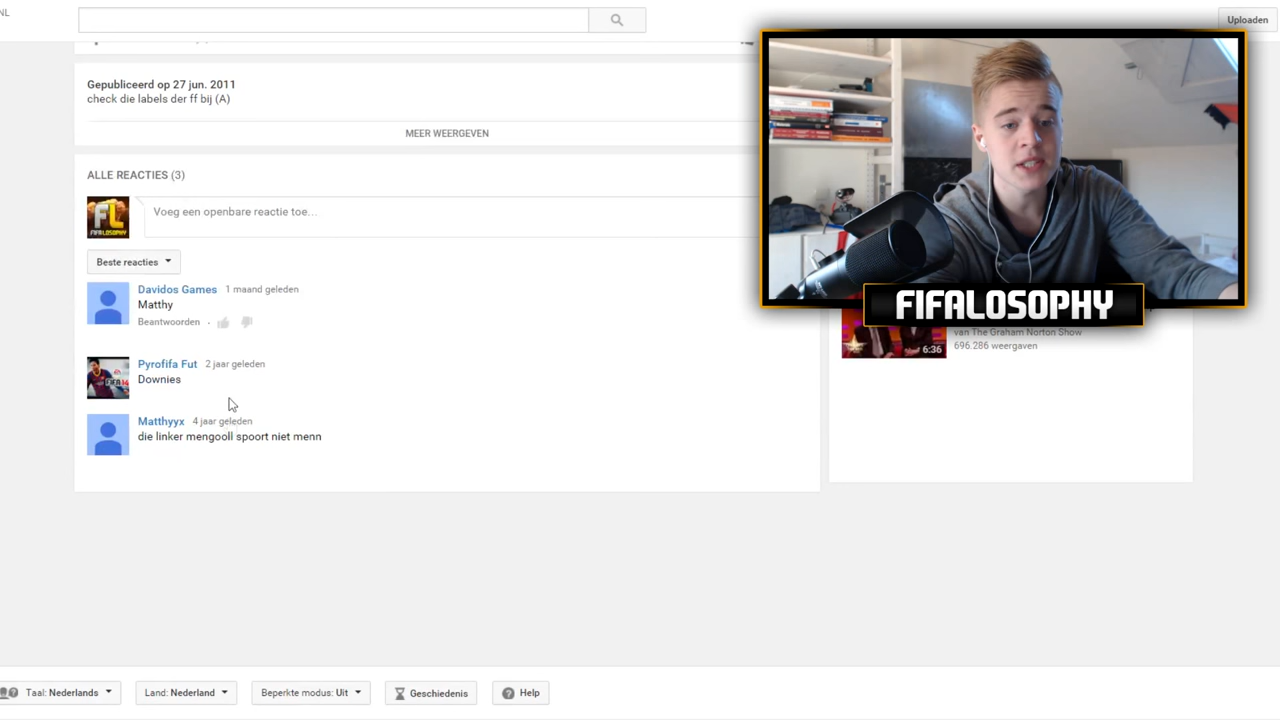 NL
Uploaden
Gepubliceerd op 27 jun. 2011
check die labels der ff bij (A)
MEER WEERGEVEN
ALLE REACTIES (3)
FL
FIFALOSOPHY
Voeg een openbare reactie toe...
Beste reacties
Davidos Games 1 maand geleden
Matthy
Beantwoorden
Pyrofifa Fut 2 jaar geleden
Downies
Matthyyx 4 jaar geleden
die linker mengooll spoort niet menn
FIFALOSOPHY
van The Graham Norton Show
696.286 weergaven
6:36
Taal: Nederlands
Land: Nederland
Beperkte modus: Uit
Geschiedenis
Help